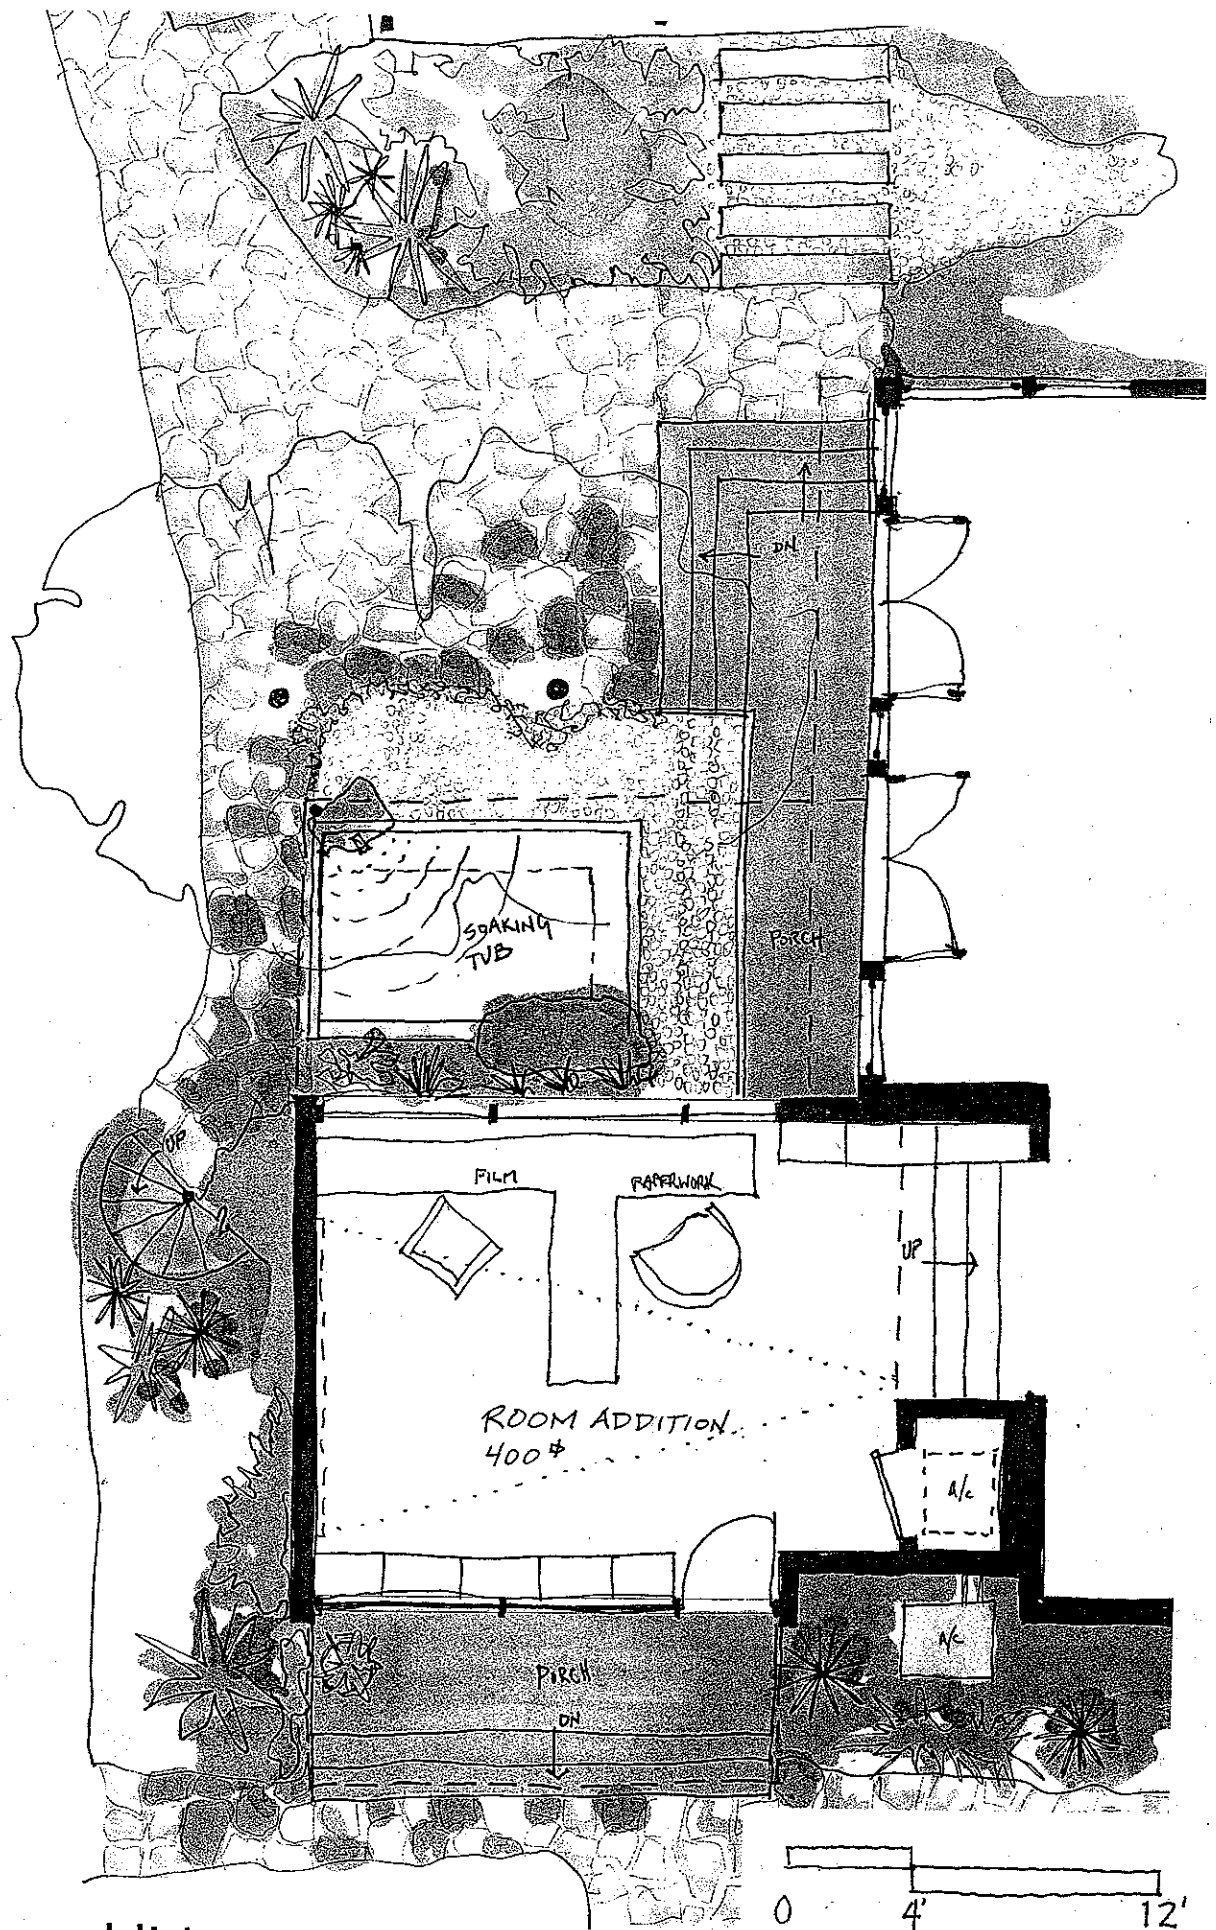 DN
SOAKING
TUB
PORCH
UP
FILM
PAPERWORK
UP
ROOM ADDITION
400
A/C
A/C
PORCH
DN
0 4' 12'